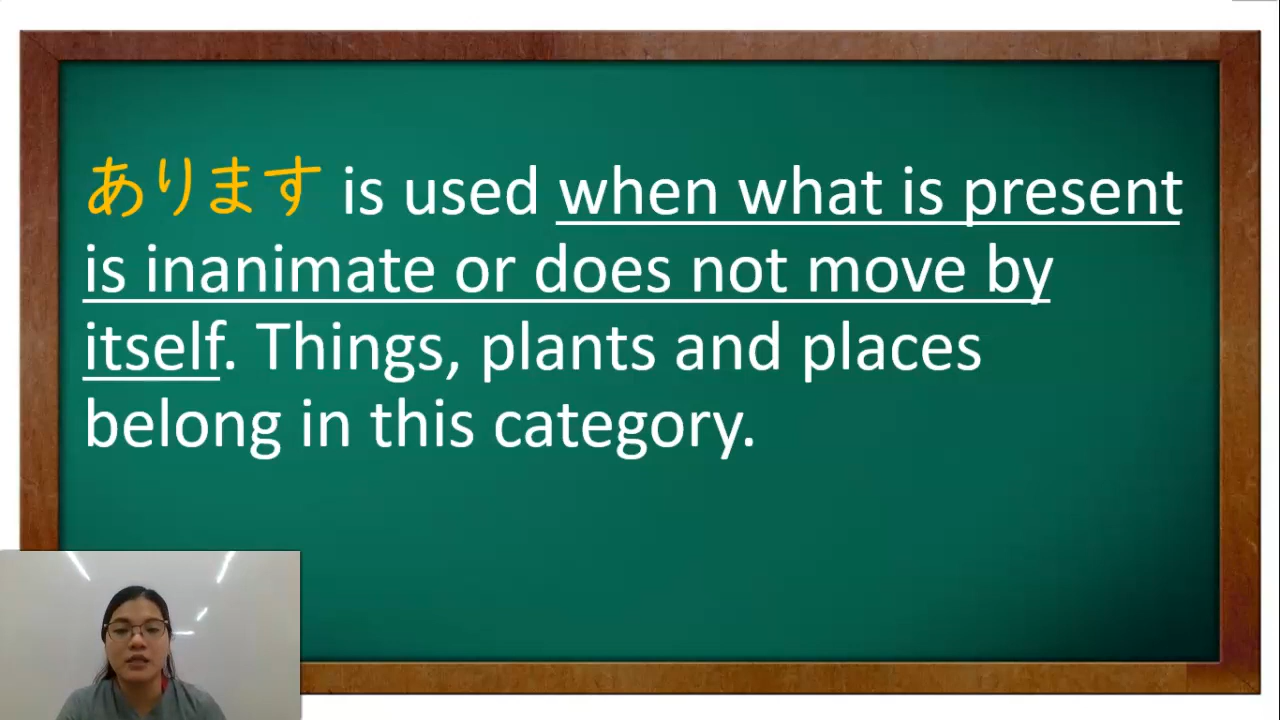 あります is used when what is present
is inanimate or does not move by
itself. Things, plants and places
belong in this category.